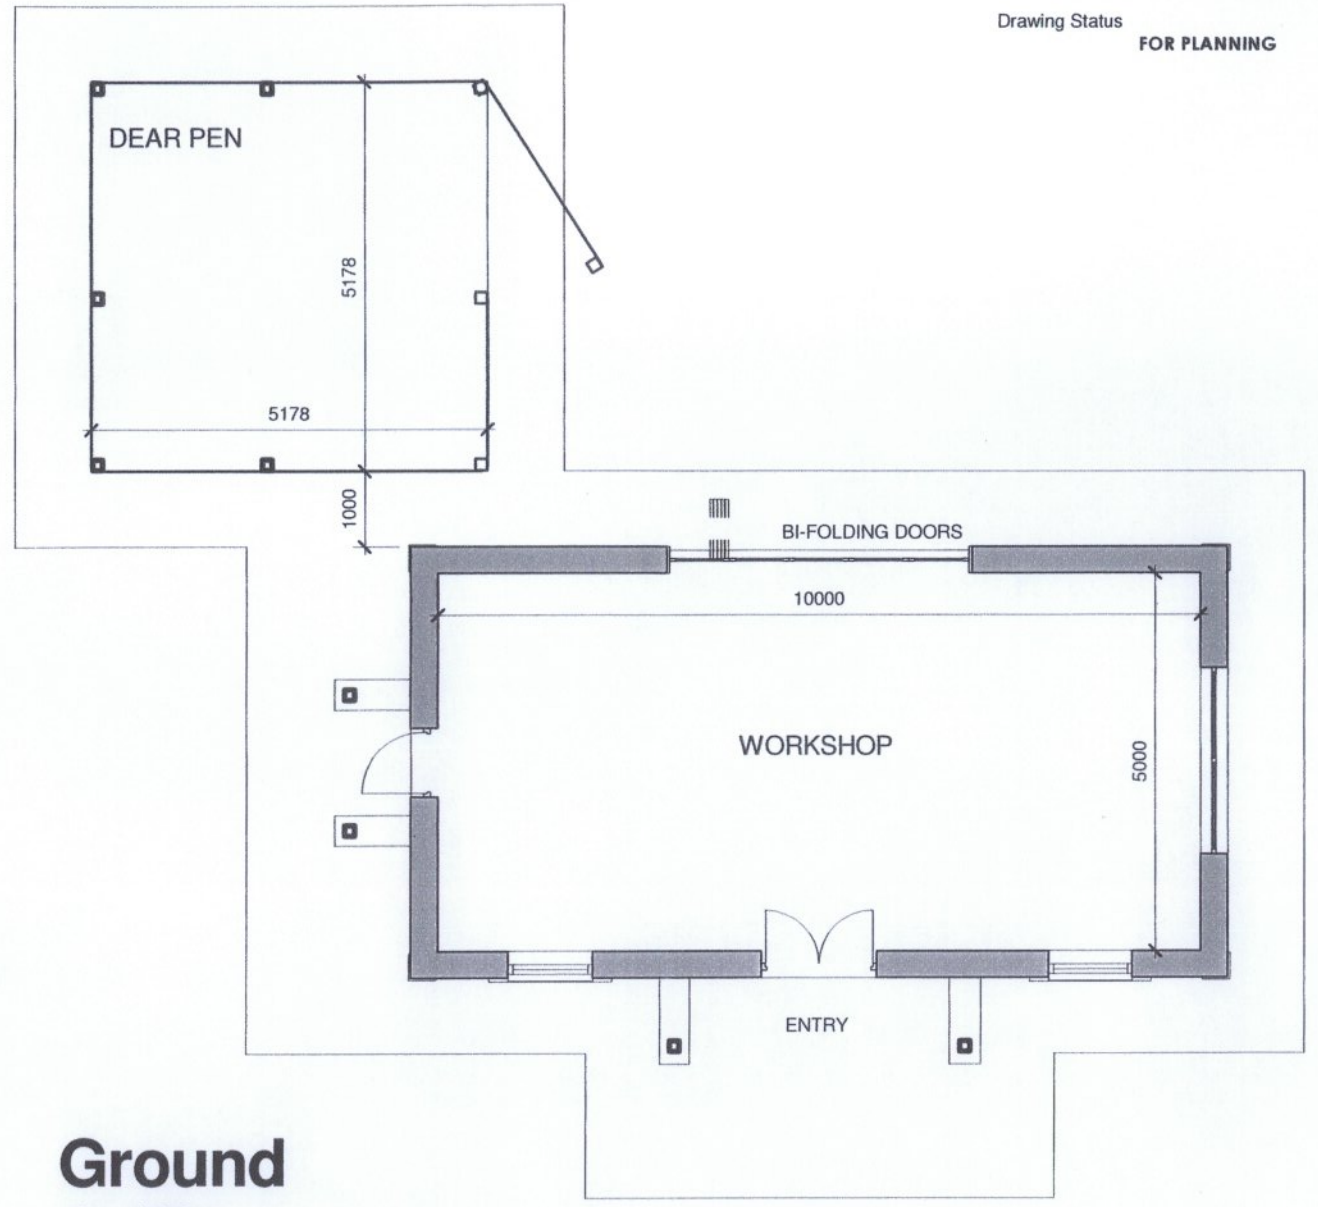 Drawing Status
FOR PLANNING
DEAR PEN
5178
5178
1000
BI-FOLDING DOORS
10000
WORKSHOP
5000
ENTRY
Ground